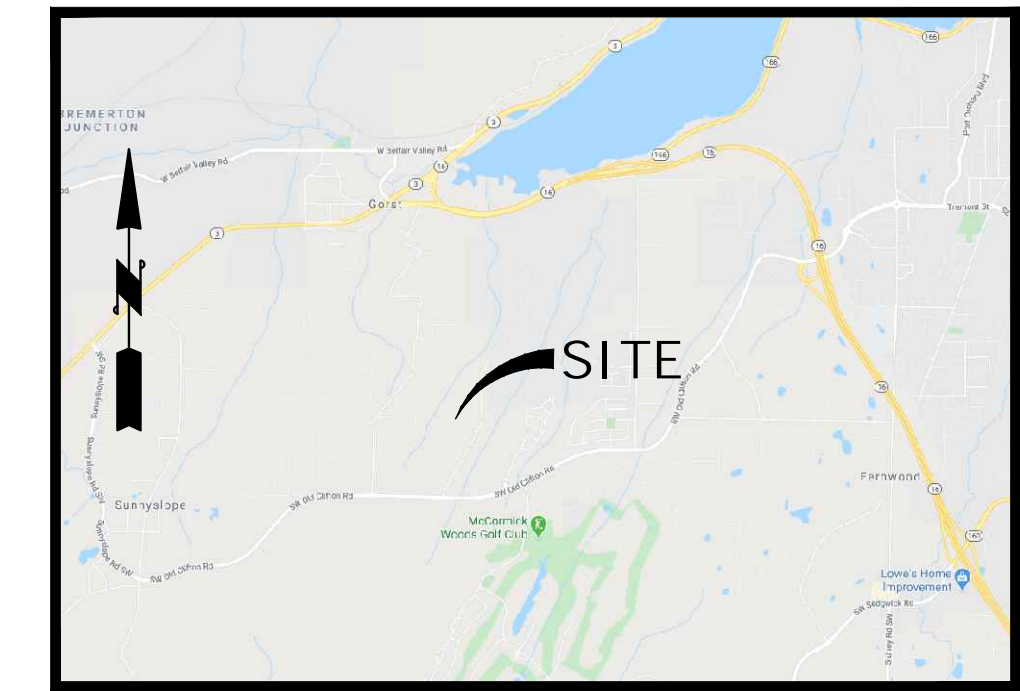 166
3
166
BREMERTON
JUNCTION
Port Orchard Blvd
3
W Belfair Valley Rd
W Belfair Valley Rd
16
166
16
3
16
Gorst
Tremont St
3
16
N
SITE
Sunnyslope Rd SW
SW Old Clifton Rd
16
Sunnyslope Rd SW
SW Old Clifton Rd
Fernwood
SW Old Clifton Rd
16
Sunnyslope
McCormick
Woods Golf Club
Sunnyslope Rd SW
SW Old Clifton Rd
Lowe's Home
Improvement
SW Sedgwick Rd
Sidney Rd SW